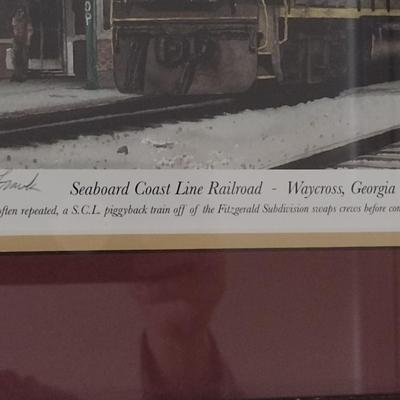 Seaboard Coast Line Railroad - Waycross, Georgia
often repeated, a S.C.L. piggyback train off of the Fitzgerald Subdivision swaps crews before